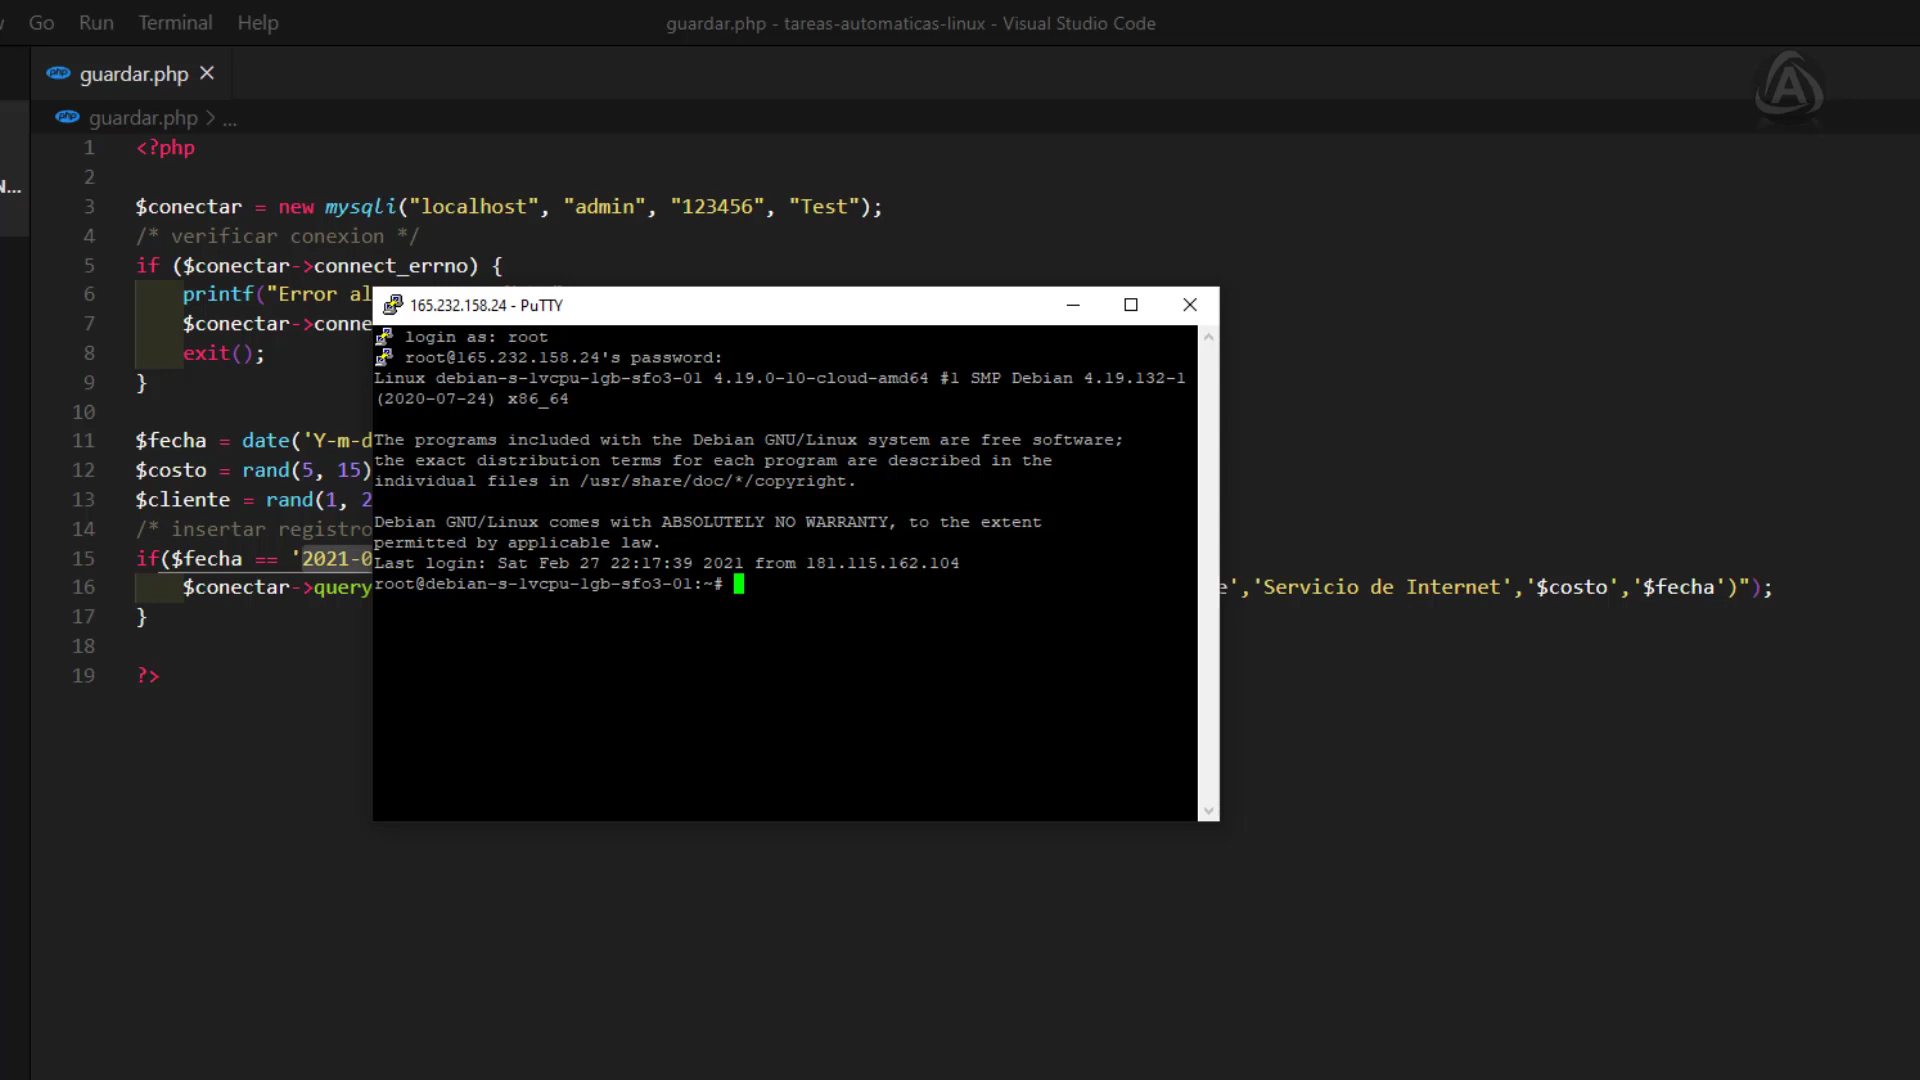 Go Run Terminal Help guardar.php - tareas-automaticas-linux - Visual Studio Code
php guardar.php ×
php guardar.php > ...
N...
1 <?php
2
3 $conectar = new mysqli("localhost", "admin", "123456", "Test");
4 /* verificar conexion */
5 if ($conectar->connect_errno) {
6 printf("Error al
7 $conectar->conne
8 exit();
9 }
10
11 $fecha = date('Y-m-d
12 $costo = rand(5, 15)
13 $cliente = rand(1, 2
14 /* insertar registro
15 if($fecha == '2021-0
16 $conectar->query e','Servicio de Internet','$costo','$fecha')");
17 }
18
19 ?>
165.232.158.24 - PuTTY
login as: root
root@165.232.158.24's password:
Linux debian-s-1vcpu-1gb-sfo3-01 4.19.0-10-cloud-amd64 #1 SMP Debian 4.19.132-1
(2020-07-24) x86_64
The programs included with the Debian GNU/Linux system are free software;
the exact distribution terms for each program are described in the
individual files in /usr/share/doc/*/copyright.
Debian GNU/Linux comes with ABSOLUTELY NO WARRANTY, to the extent
permitted by applicable law.
Last login: Sat Feb 27 22:17:39 2021 from 181.115.162.104
root@debian-s-1vcpu-1gb-sfo3-01:~#